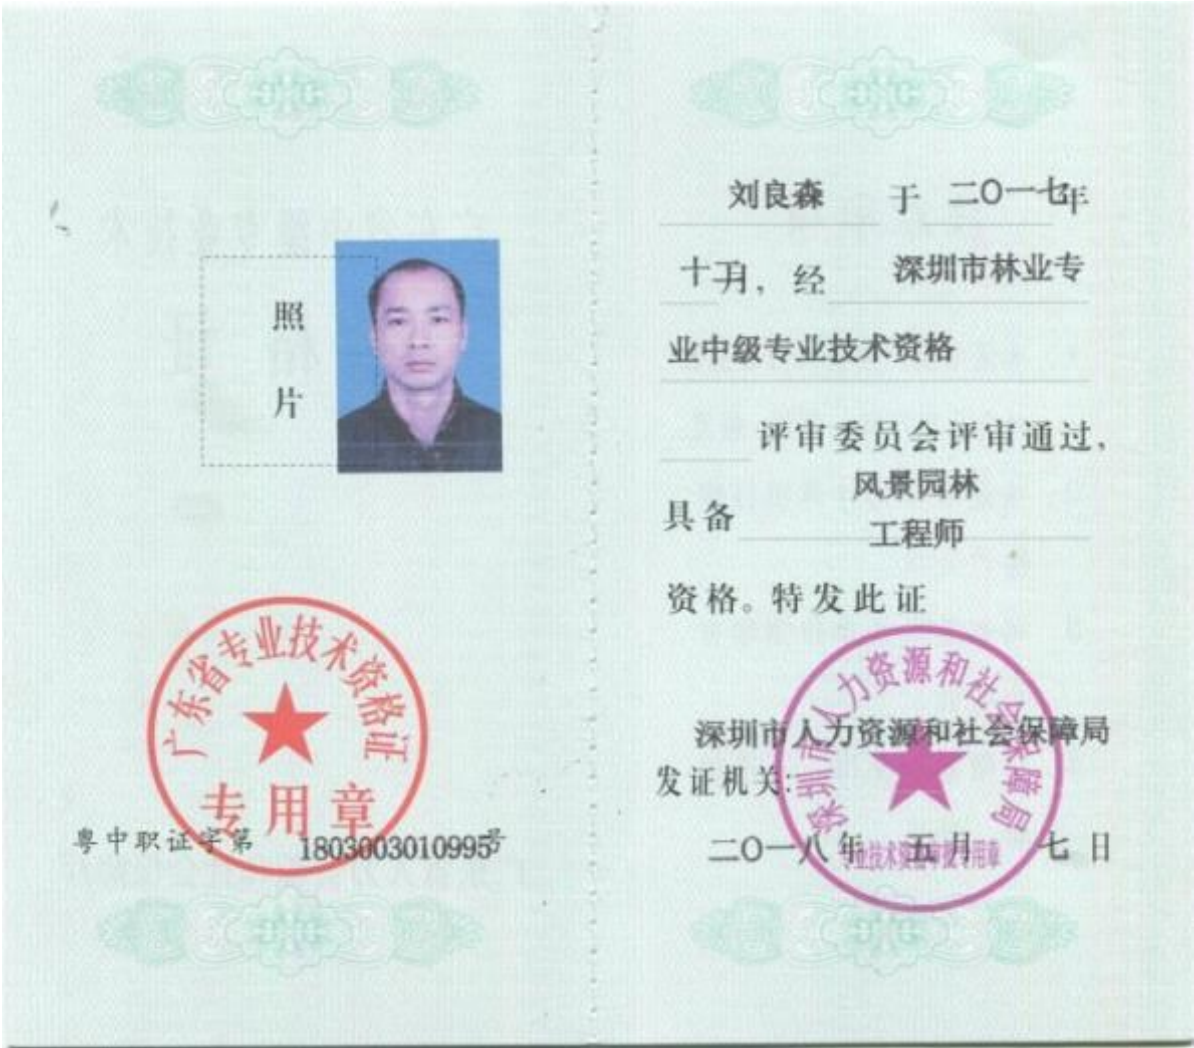 照
片
广东省专业技术资格证
专用章
粤中职证字第 1803003010995号
刘良森 于 二〇一七年
十月，经 深圳市林业专
业中级专业技术资格
评审委员会评审通过，
风景园林
具备
工程师
资格。特发此证
深圳市人力资源和社会保障局
深圳市人力资源和社会保障局
发证机关:
二〇一八年 五月 七日